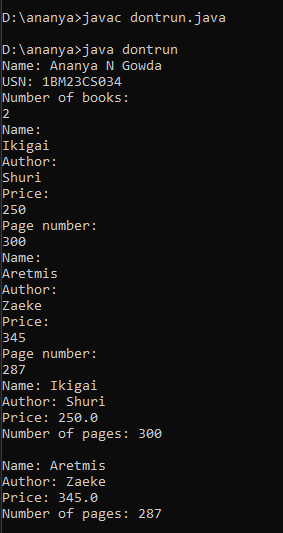 D:\ananya>javac dontrun.java
D:\ananya>java dontrun
Name: Ananya N Gowda
USN: 1BM23CS034
Number of books:
2
Name:
Ikigai
Author:
Shuri
Price:
250
Page number:
300
Name:
Aretmis
Author:
Zaeke
Price:
345
Page number:
287
Name: Ikigai
Author: Shuri
Price: 250.0
Number of pages: 300
Name: Aretmis
Author: Zaeke
Price: 345.0
Number of pages: 287